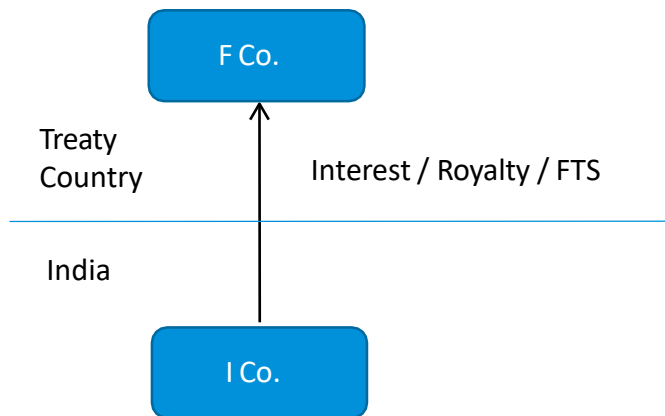 F Co.
Treaty
Country
Interest / Royalty / FTS
India
I Co.